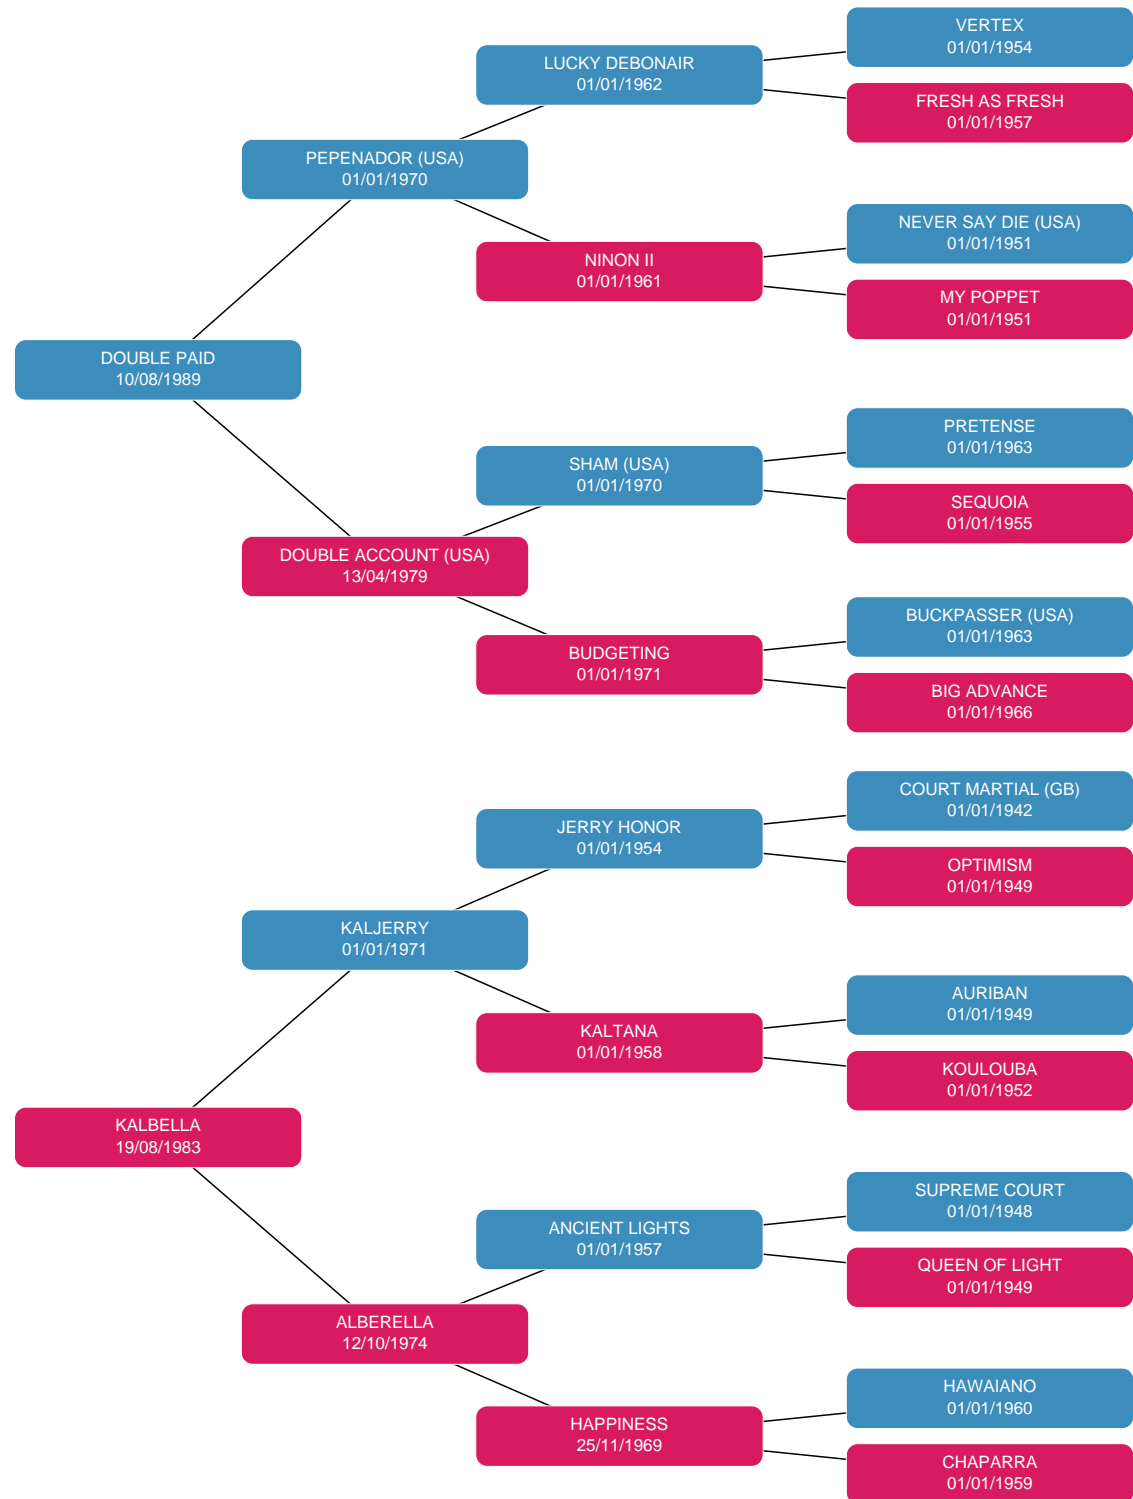 VERTEX
01/01/1954
LUCKY DEBONAIR
01/01/1962
FRESH AS FRESH
01/01/1957
PEPENADOR (USA)
01/01/1970
NEVER SAY DIE (USA)
01/01/1951
NINON II
01/01/1961
MY POPPET
01/01/1951
DOUBLE PAID
10/08/1989
PRETENSE
01/01/1963
SHAM (USA)
01/01/1970
SEQUOIA
01/01/1955
DOUBLE ACCOUNT (USA)
13/04/1979
BUCKPASSER (USA)
01/01/1963
BUDGETING
01/01/1971
BIG ADVANCE
01/01/1966
COURT MARTIAL (GB)
01/01/1942
JERRY HONOR
01/01/1954
OPTIMISM
01/01/1949
KALJERRY
01/01/1971
AURIBAN
01/01/1949
KALTANA
01/01/1958
KOULOUBA
01/01/1952
KALBELLA
19/08/1983
SUPREME COURT
01/01/1948
ANCIENT LIGHTS
01/01/1957
QUEEN OF LIGHT
01/01/1949
ALBERELLA
12/10/1974
HAWAIANO
01/01/1960
HAPPINESS
25/11/1969
CHAPARRA
01/01/1959